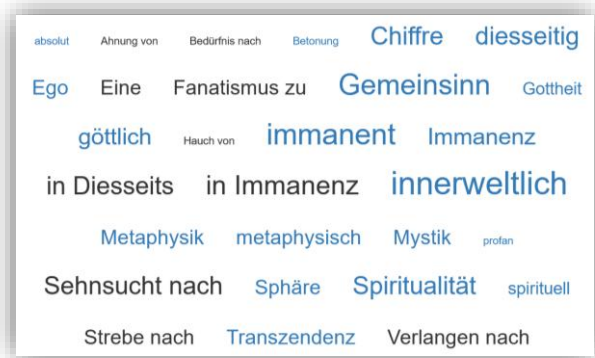 absolut Ahnung von Bedürfnis nach Betonung Chiffre diesseitig
Ego Eine Fanatismus zu Gemeinsinn Gottheit
göttlich Hauch von immanent Immanenz
in Diesseits in Immanenz innerweltlich
Metaphysik metaphysisch Mystik profan
Sehnsucht nach Sphäre Spiritualität spirituell
Strebe nach Transzendenz Verlangen nach